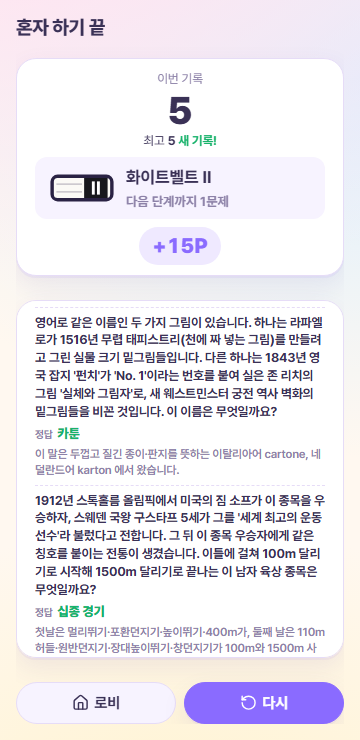 혼자 하기 끝
이번 기록
5
최고 5 새 기록!
화이트벨트 II
다음 단계까지 1문제
+15P
영어로 같은 이름인 두 가지 그림이 있습니다. 하나는 라파엘
로가 1516년 무렵 태피스트리(천에 짜 넣는 그림)를 만들려
고 그린 실물 크기 밑그림들입니다. 다른 하나는 1843년 영
국 잡지 '펀치'가 'No. 1'이라는 번호를 붙여 실은 존 리치의
그림 '실체와 그림자'로, 새 웨스트민스터 궁전 역사 벽화의
밑그림들을 비꼰 것입니다. 이 이름은 무엇일까요?
정답 카툰
이 말은 두껍고 질긴 종이·판지를 뜻하는 이탈리아어 cartone, 네
덜란드어 karton 에서 왔습니다.
1912년 스톡홀름 올림픽에서 미국의 짐 소프가 이 종목을 우
승하자, 스웨덴 국왕 구스타프 5세가 그를 '세계 최고의 운동
선수'라 불렀다고 전합니다. 그 뒤 이 종목 우승자에게 같은
칭호를 붙이는 전통이 생겼습니다. 이틀에 걸쳐 100m 달리
기로 시작해 1500m 달리기로 끝나는 이 남자 육상 종목은
무엇일까요?
정답 십종 경기
첫날은 멀리뛰기·포환던지기·높이뛰기·400m가, 둘째 날은 110m
허들·원반던지기·장대높이뛰기·창던지기가 100m와 1500m 사
로비
다시